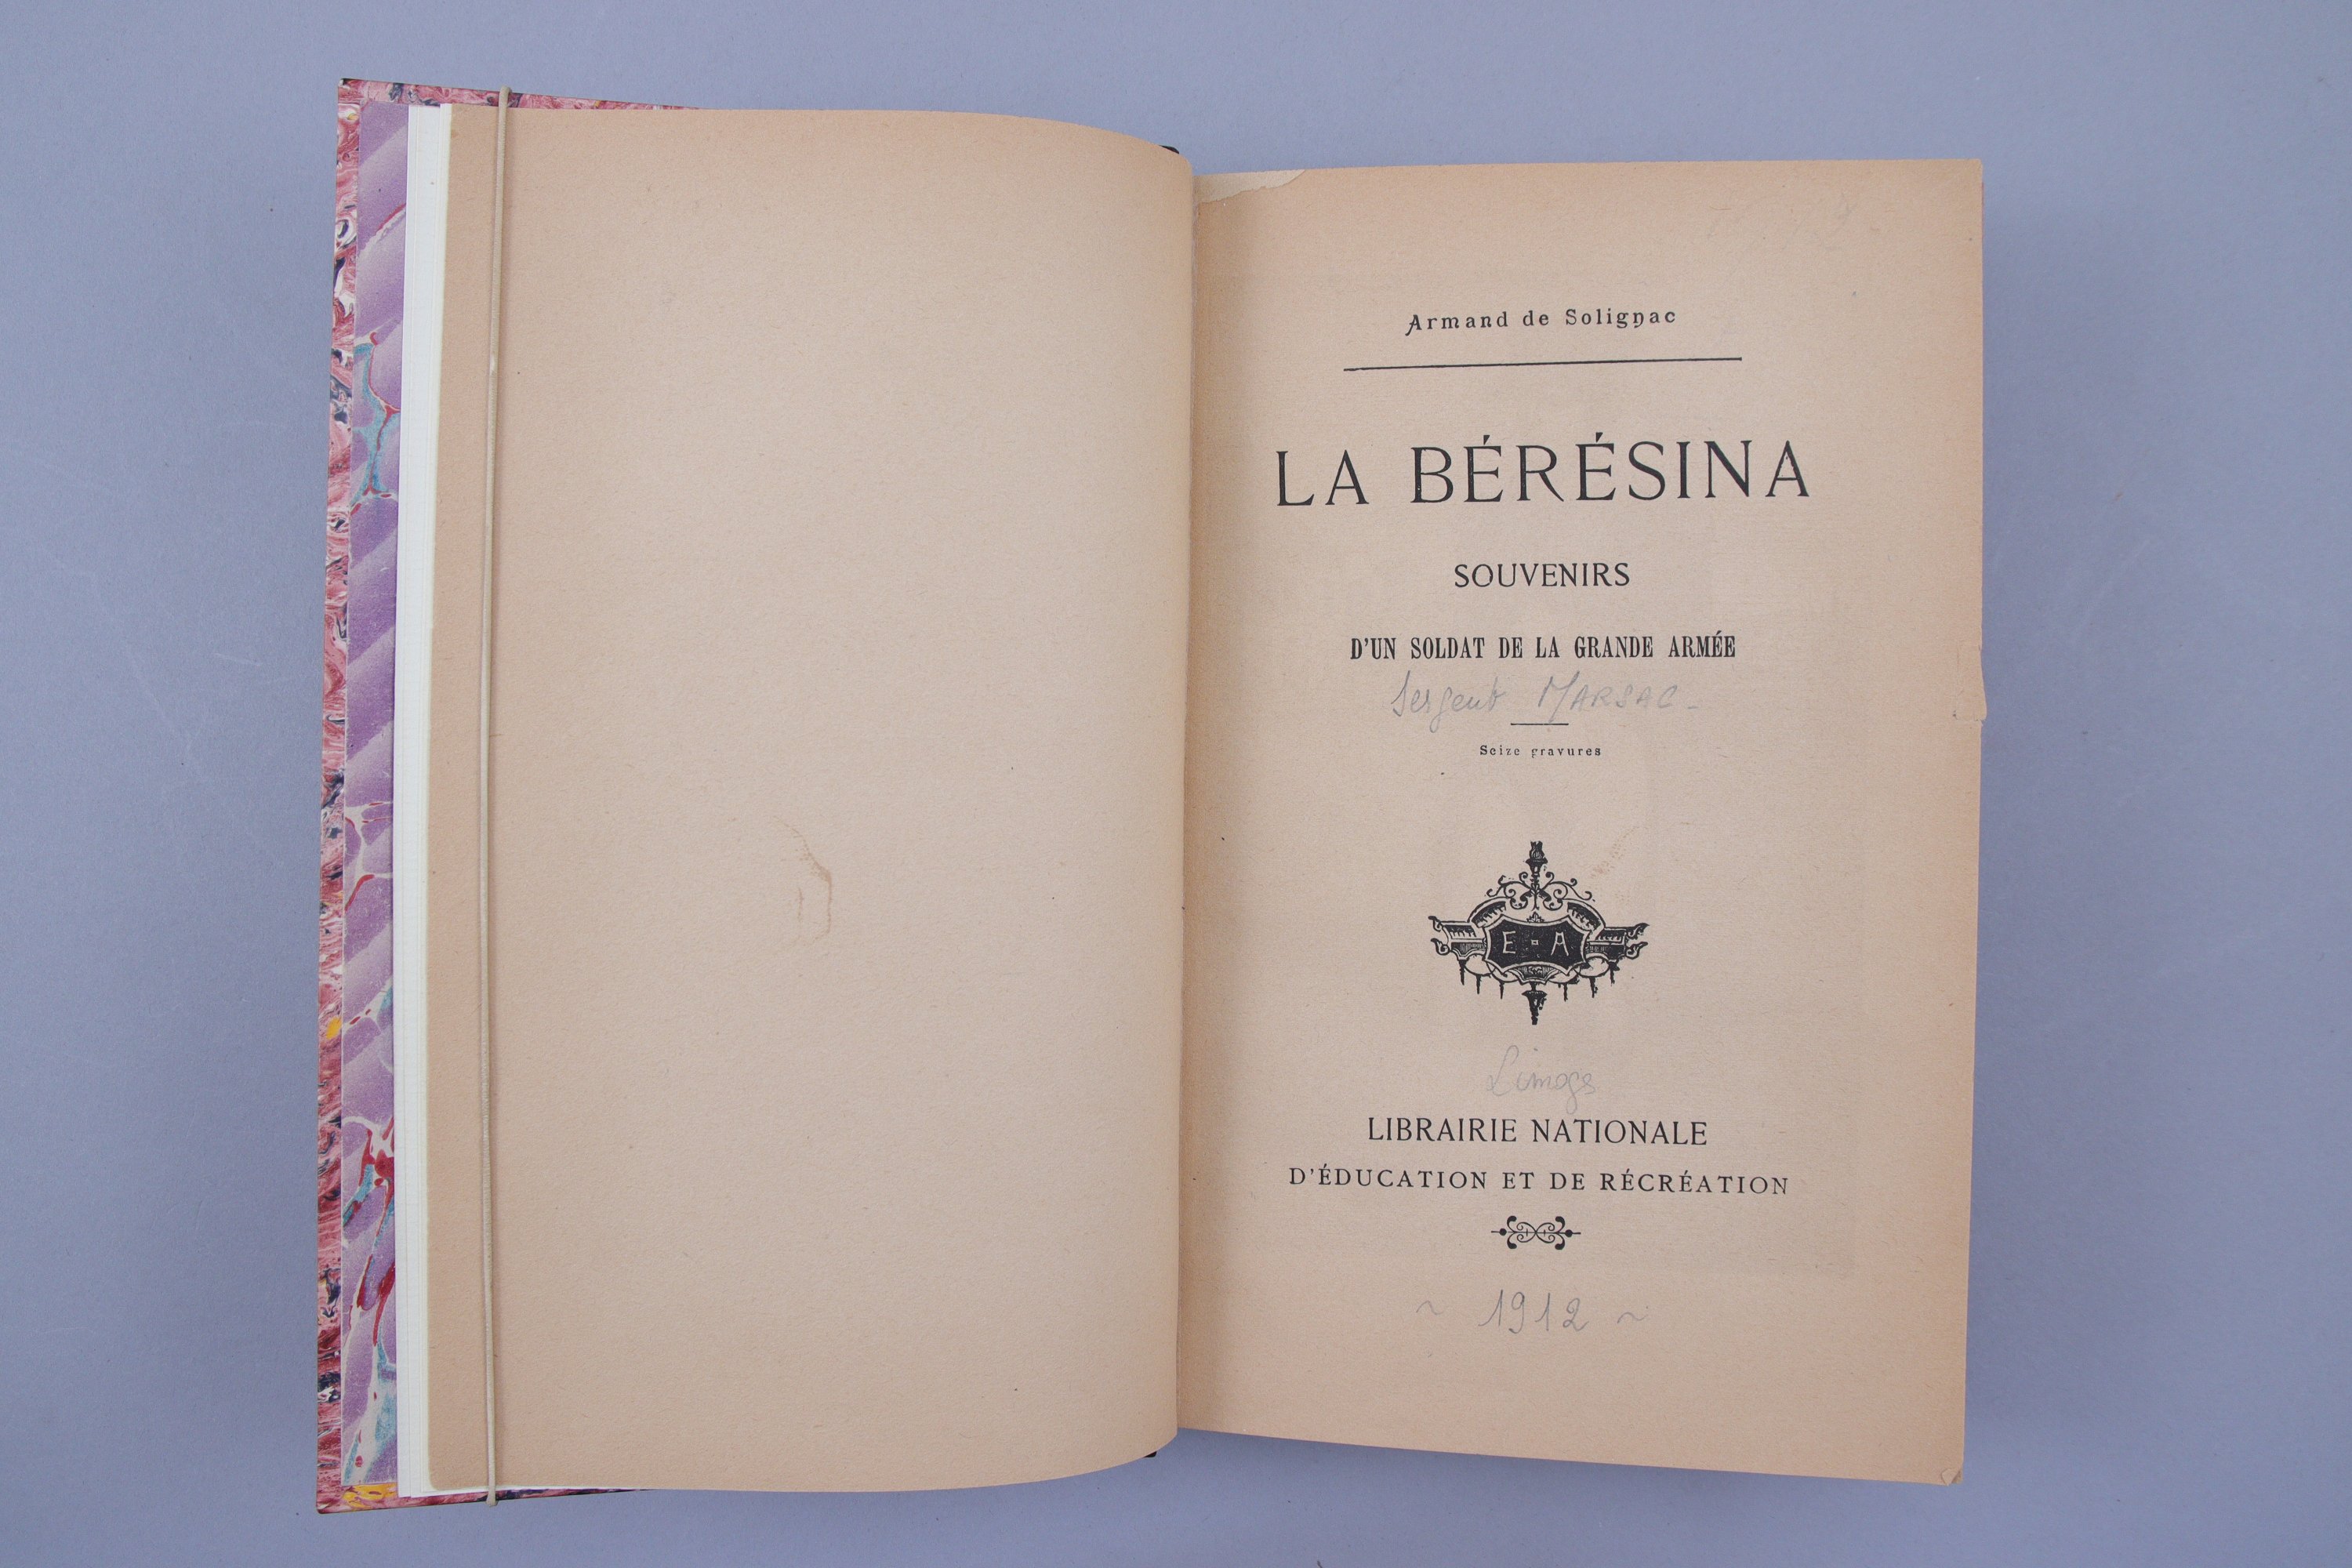 Armand de Solignac
LA BÉRÉSINA
SOUVENIRS
D'UN SOLDAT DE LA GRANDE ARMÉE
Sergent MARSAC -
Seize gravures
E A
Limoges
LIBRAIRIE NATIONALE
D'ÉDUCATION ET DE RÉCRÉATION
~ 1912 ~